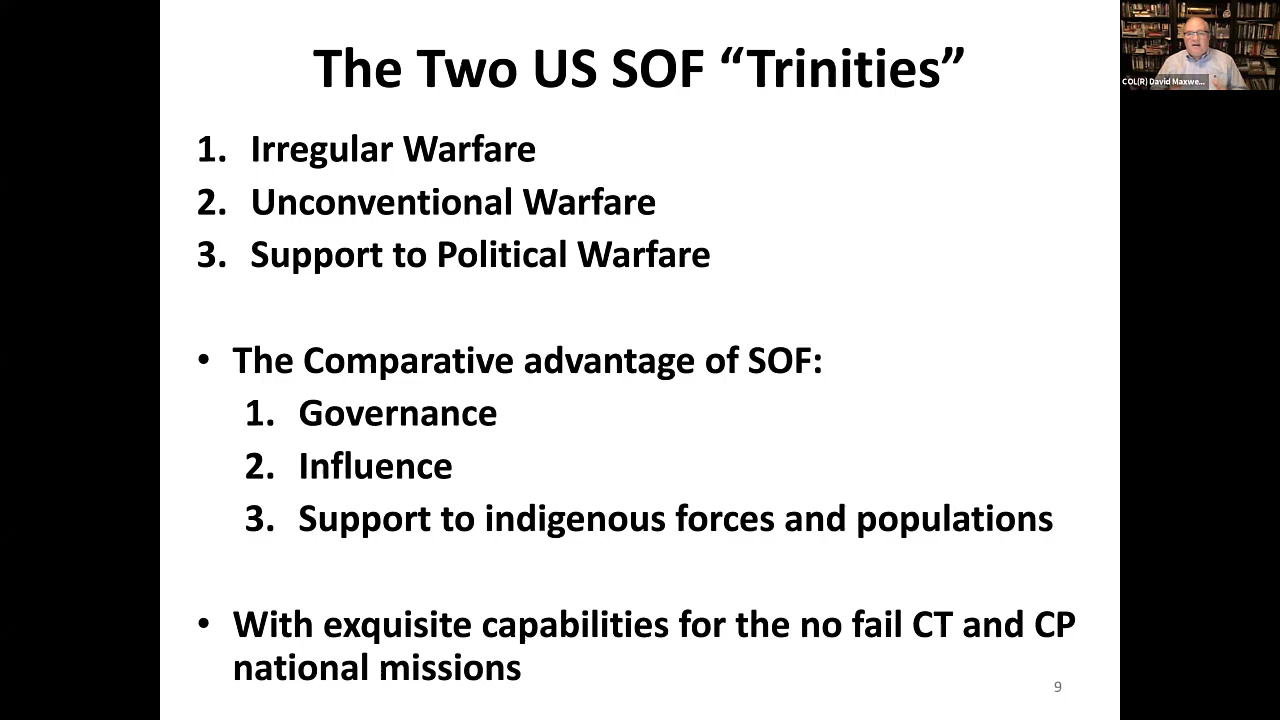 The Two US SOF “Trinities”
1. Irregular Warfare
2. Unconventional Warfare
3. Support to Political Warfare
• The Comparative advantage of SOF:
1. Governance
2. Influence
3. Support to indigenous forces and populations
• With exquisite capabilities for the no fail CT and CP
national missions
9
COL(R) David Maxwe...